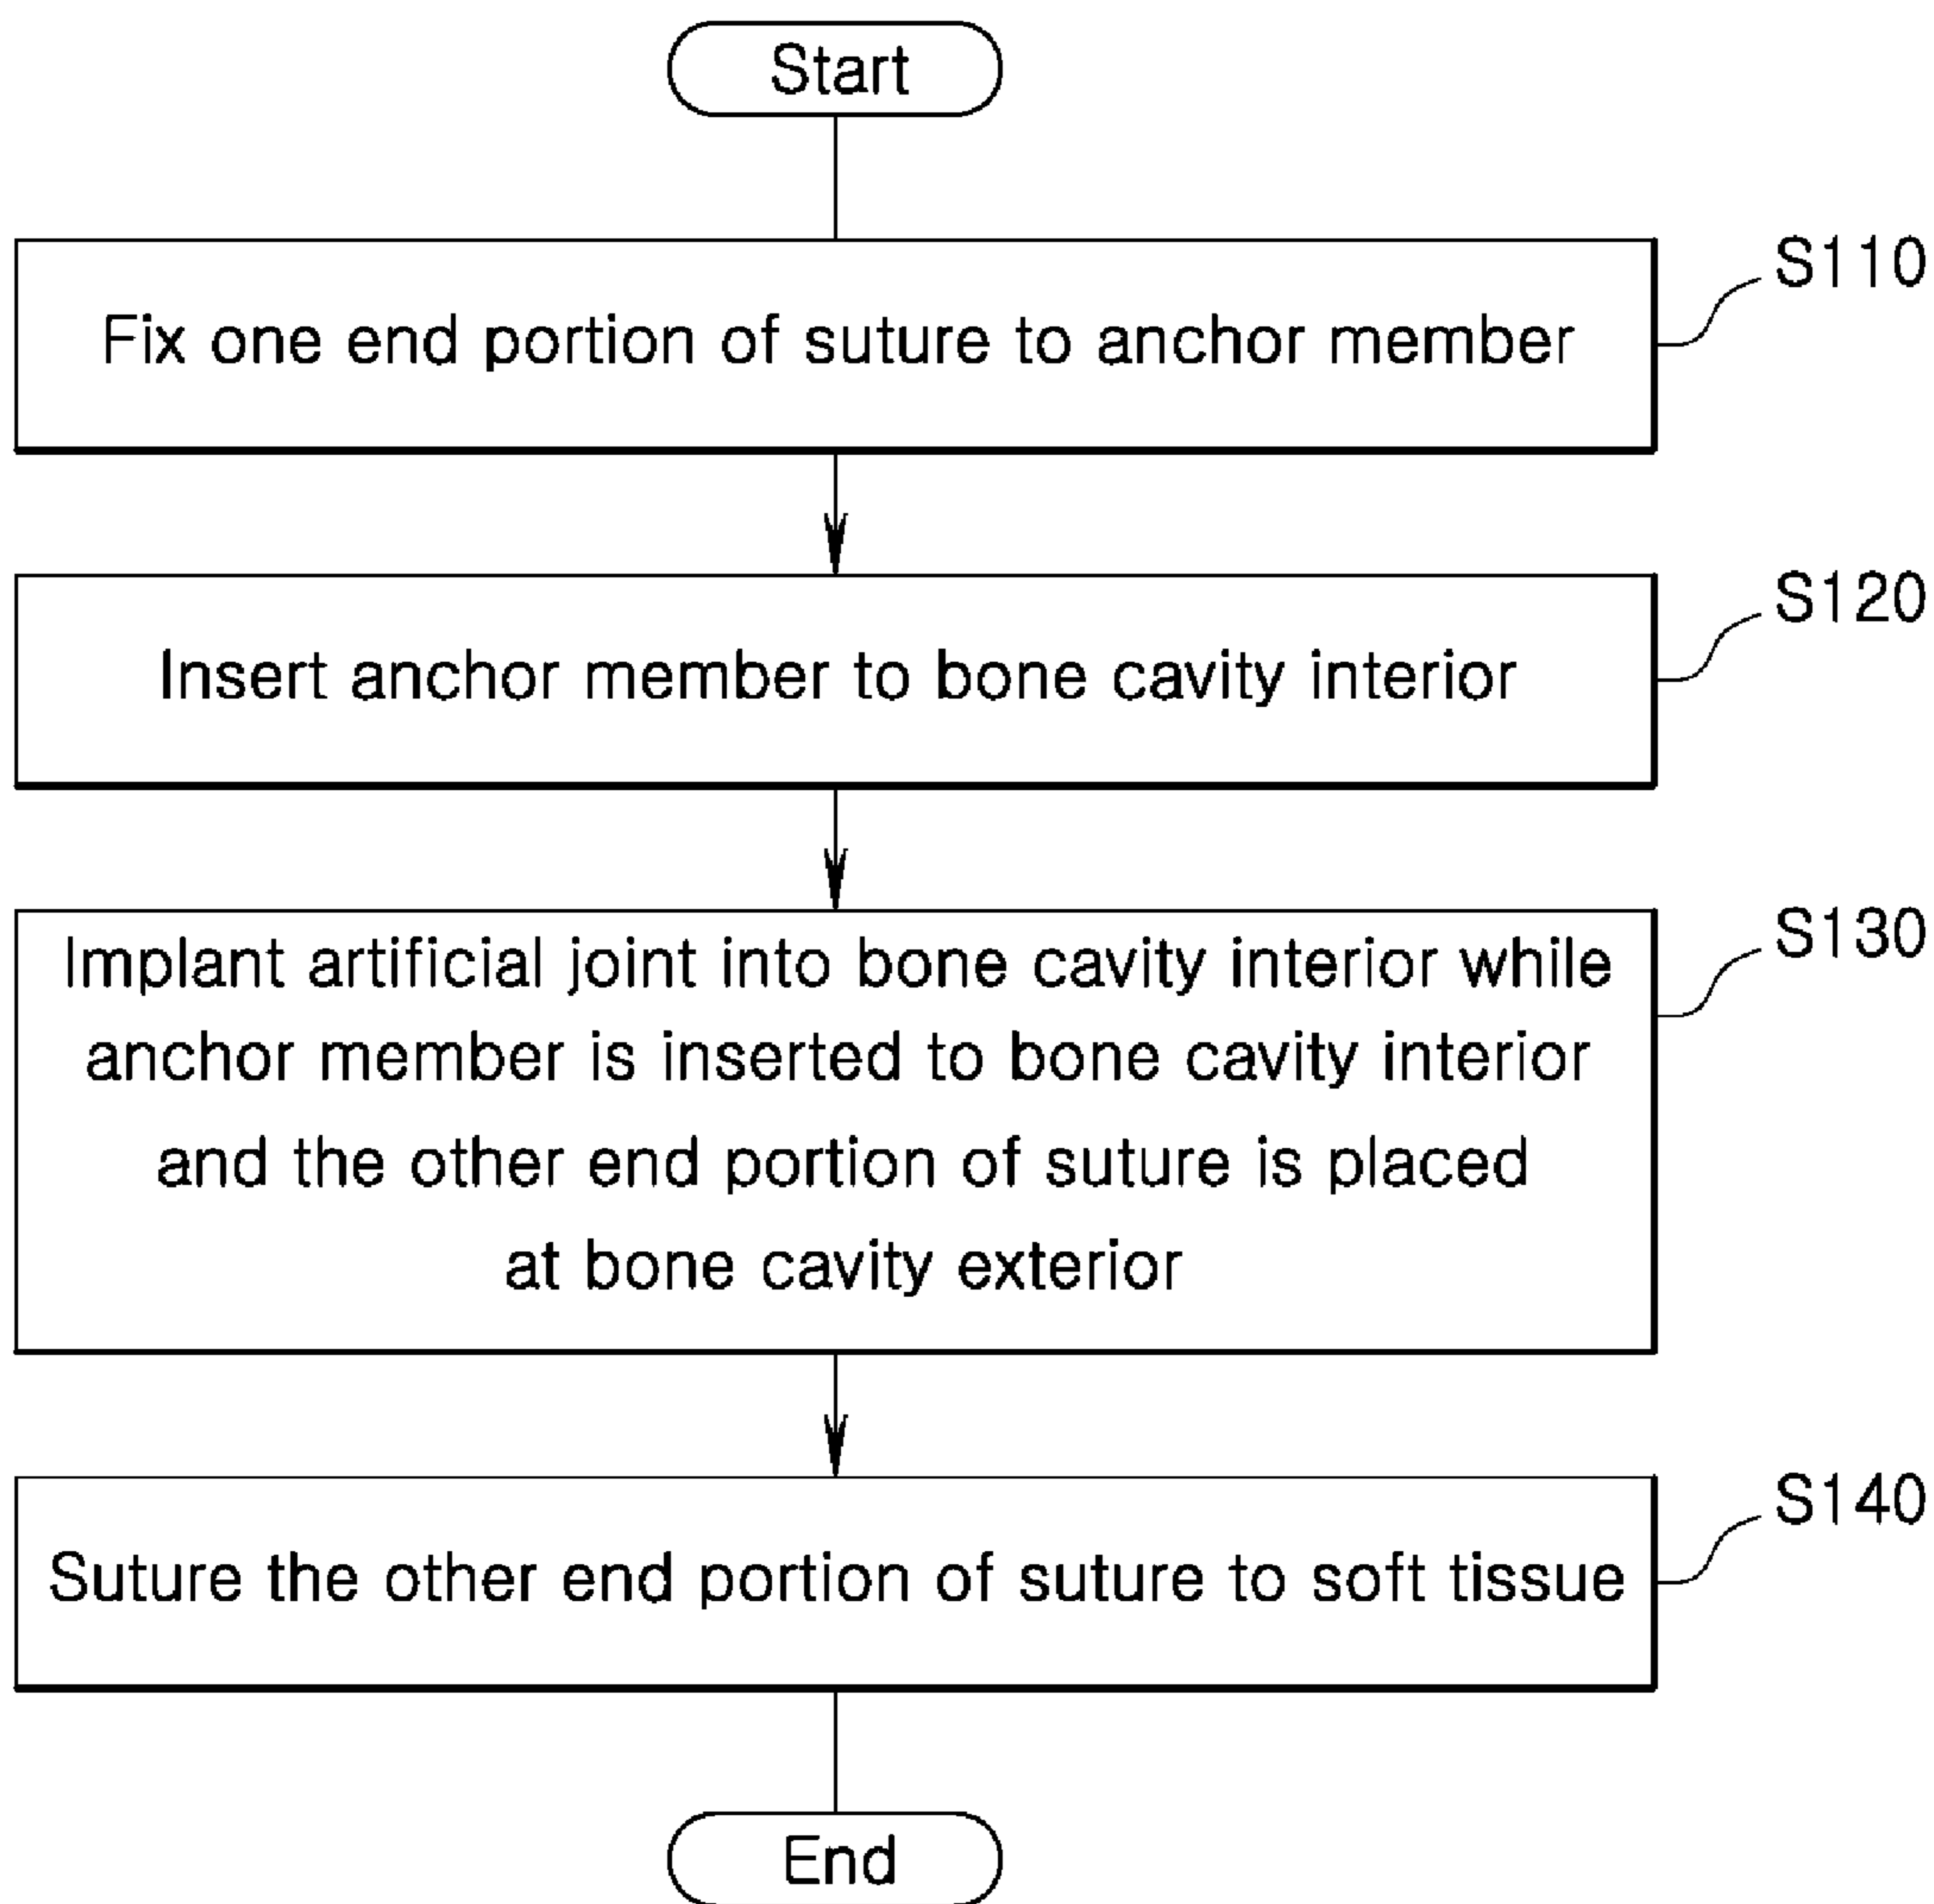 Start
S110
Fix one end portion of suture to anchor member
S120
Insert anchor member to bone cavity interior
S130
Implant artificial joint into bone cavity interior while
anchor member is inserted to bone cavity interior
and the other end portion of suture is placed
at bone cavity exterior
S140
Suture the other end portion of suture to soft tissue
End